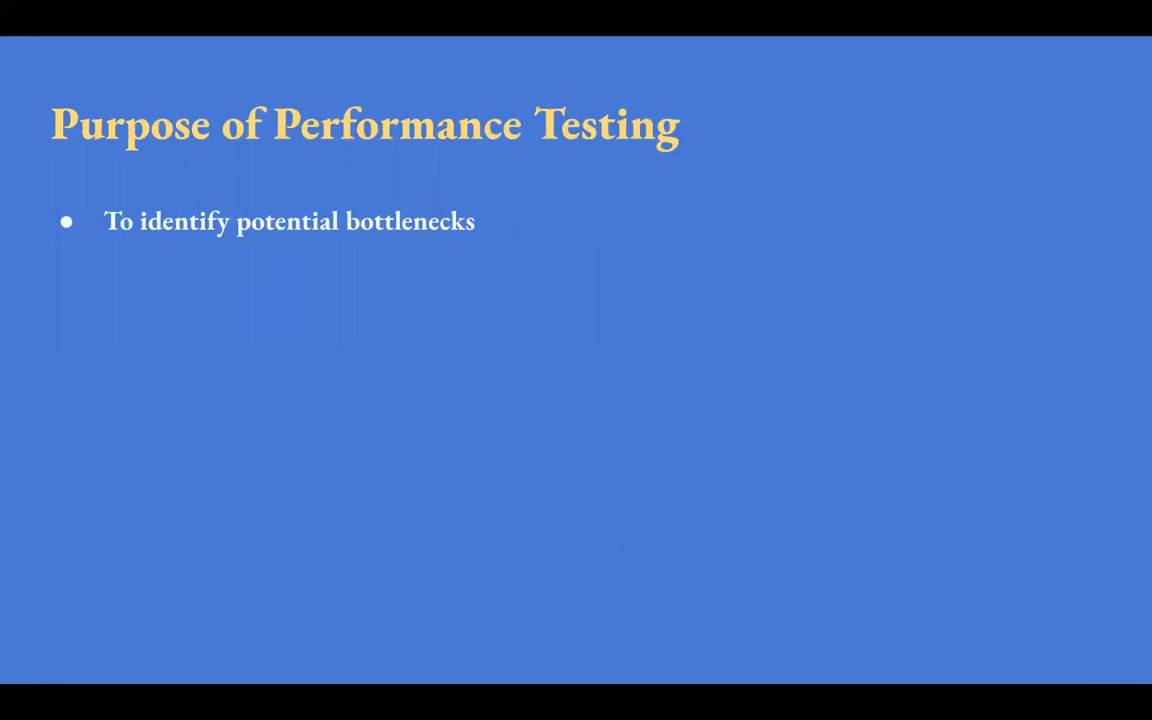 Purpose of Performance Testing
● To identify potential bottlenecks